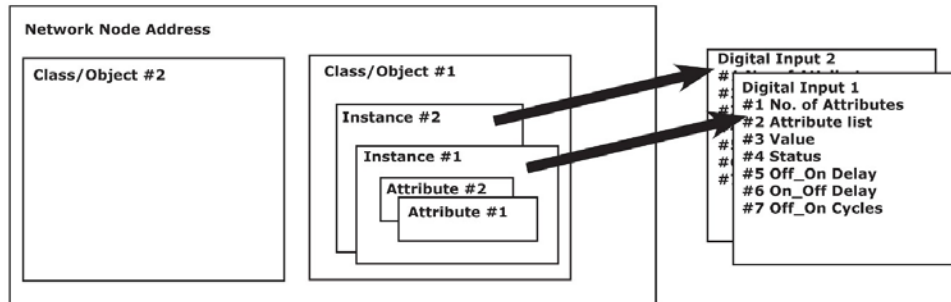 Network Node Address
Class/Object #2
Class/Object #1
Instance #2
Instance #1
Attribute #2
Attribute #1
Digital Input 2
Digital Input 1
#1 No. of Attributes
#2 Attribute list
#3 Value
#4 Status
#5 Off_On Delay
#6 On_Off Delay
#7 Off_On Cycles